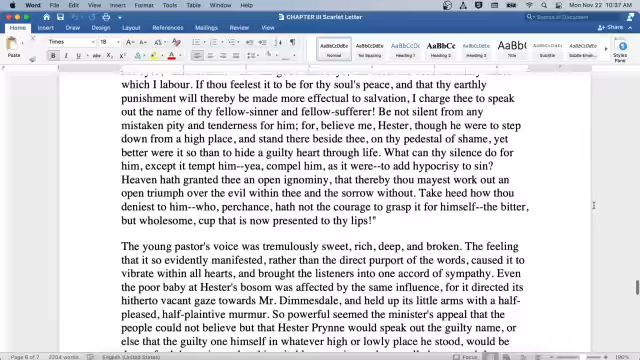 Word File Edit View Insert Format Tools Table Window Help
Mon Nov 22 10:37 AM
CHAPTER III Scarlet Letter
Search in Document
Home Insert Draw Design Layout References Mailings Review View
Share
Paste
Times
18
Normal
No Spacing
Heading 1
Heading 2
Title
Subtitle
Styles Pane
which I labour. If thou feelest it to be for thy soul's peace, and that thy earthly
punishment will thereby be made more effectual to salvation, I charge thee to speak
out the name of thy fellow-sinner and fellow-sufferer! Be not silent from any
mistaken pity and tenderness for him; for, believe me, Hester, though he were to step
down from a high place, and stand there beside thee, on thy pedestal of shame, yet
better were it so than to hide a guilty heart through life. What can thy silence do for
him, except it tempt him--yea, compel him, as it were--to add hypocrisy to sin?
Heaven hath granted thee an open ignominy, that thereby thou mayest work out an
open triumph over the evil within thee and the sorrow without. Take heed how thou
deniest to him--who, perchance, hath not the courage to grasp it for himself--the bitter,
but wholesome, cup that is now presented to thy lips!"
The young pastor's voice was tremulously sweet, rich, deep, and broken. The feeling
that it so evidently manifested, rather than the direct purport of the words, caused it to
vibrate within all hearts, and brought the listeners into one accord of sympathy. Even
the poor baby at Hester's bosom was affected by the same influence, for it directed its
hitherto vacant gaze towards Mr. Dimmesdale, and held up its little arms with a half-
pleased, half-plaintive murmur. So powerful seemed the minister's appeal that the
people could not believe but that Hester Prynne would speak out the guilty name, or
else that the guilty one himself in whatever high or lowly place he stood, would be
Page 6 of 7 2204 words English (United States)